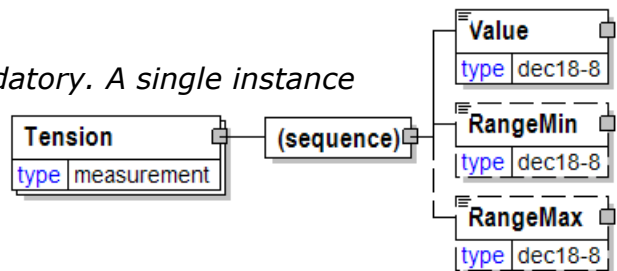 Value
type dec18-8
datory. A single instance
RangeMin
type dec18-8
Tension
type measurement
(sequence)
RangeMax
type dec18-8